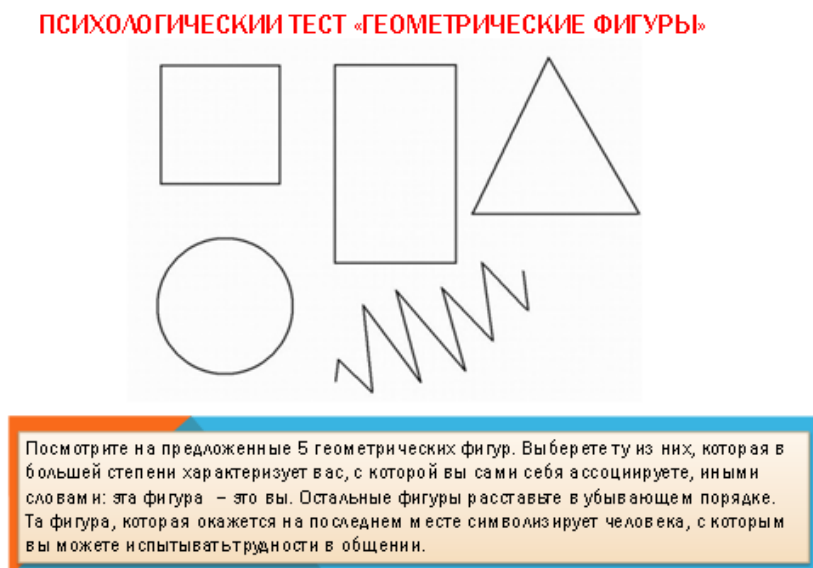 ПСИХОЛОГИЧЕСКИИ ТЕСТ «ГЕОМЕТРИЧЕСКИЕ ФИГУРЫ»
Посмотрите на предложенные 5 геометрических фигур. Выберете ту из них, которая в
большей степени характеризует вас, с которой вы сами себя ассоциируете, иными
словами: эта фигура – это вы. Остальные фигуры расставьте в убывающем порядке.
Та фигура, которая окажется на последнем месте символизирует человека, с которым
вы можете испытывать трудности в общении.